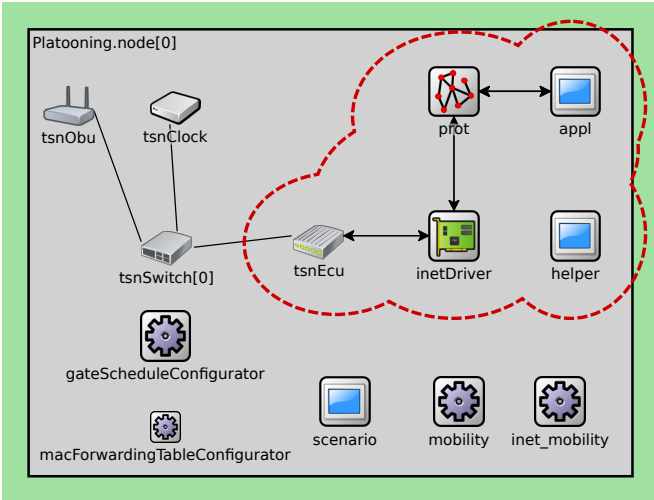 Platooning.node[0]
tsnObu
tsnClock
prot
appl
tsnSwitch[0]
tsnEcu
inetDriver
helper
gateScheduleConfigurator
scenario
mobility
inet_mobility
macForwardingTableConfigurator